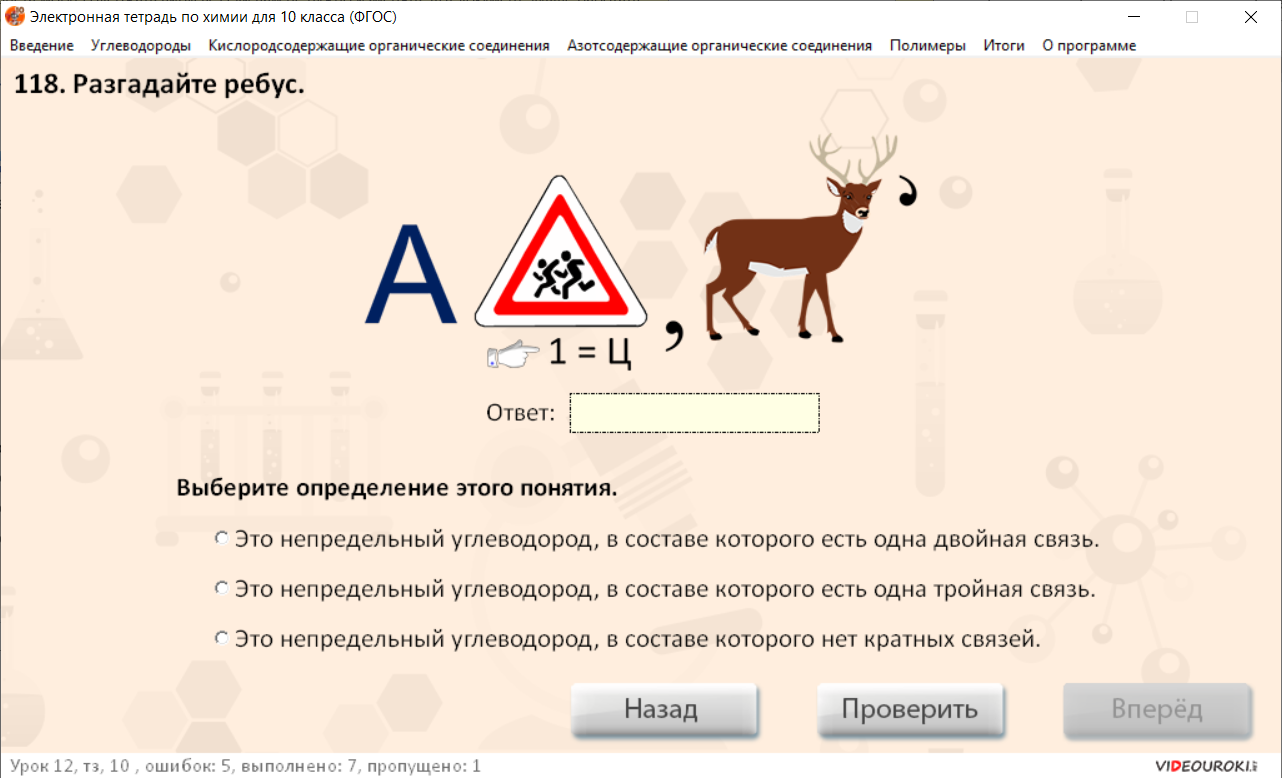 Электронная тетрадь по химии для 10 класса (ФГОС)
Введение Углеводороды Кислородсодержащие органические соединения Азотсодержащие органические соединения Полимеры Итоги О программе
118. Разгадайте ребус.
А , ,
1 = Ц
Ответ:
Выберите определение этого понятия.
Это непредельный углеводород, в составе которого есть одна двойная связь.
Это непредельный углеводород, в составе которого есть одна тройная связь.
Это непредельный углеводород, в составе которого нет кратных связей.
Назад Проверить Вперёд
Урок 12, тз, 10 , ошибок: 5, выполнено: 7, пропущено: 1
VIDEOUROKI